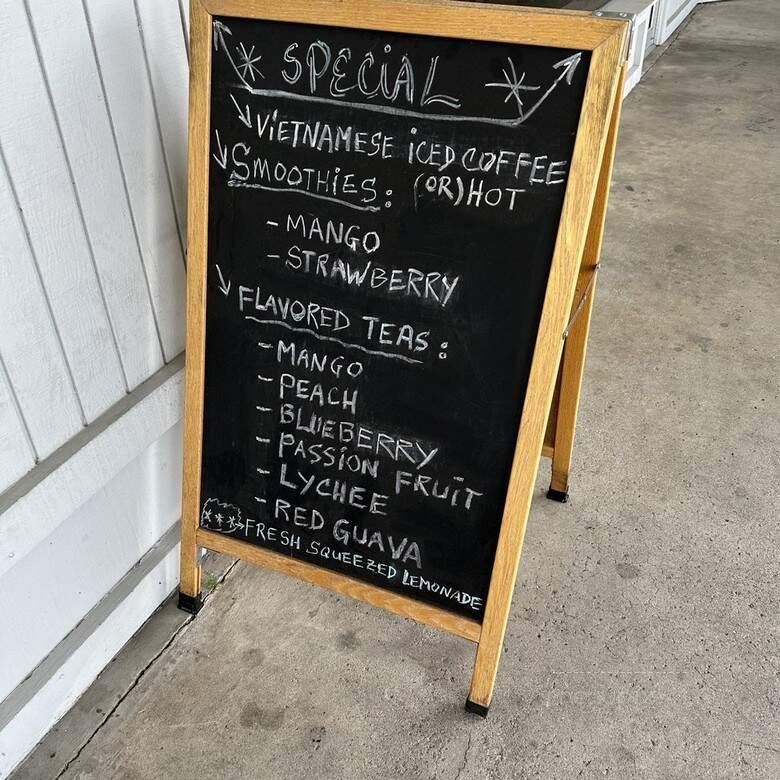 SPECIAL
VIETNAMESE ICED COFFEE
SMOOTHIES: (OR) HOT
- MANGO
- STRAWBERRY
FLAVORED TEAS:
- MANGO
- PEACH
- BLUEBERRY
- PASSION FRUIT
- LYCHEE
- RED GUAVA
FRESH SQUEEZED LEMONADE